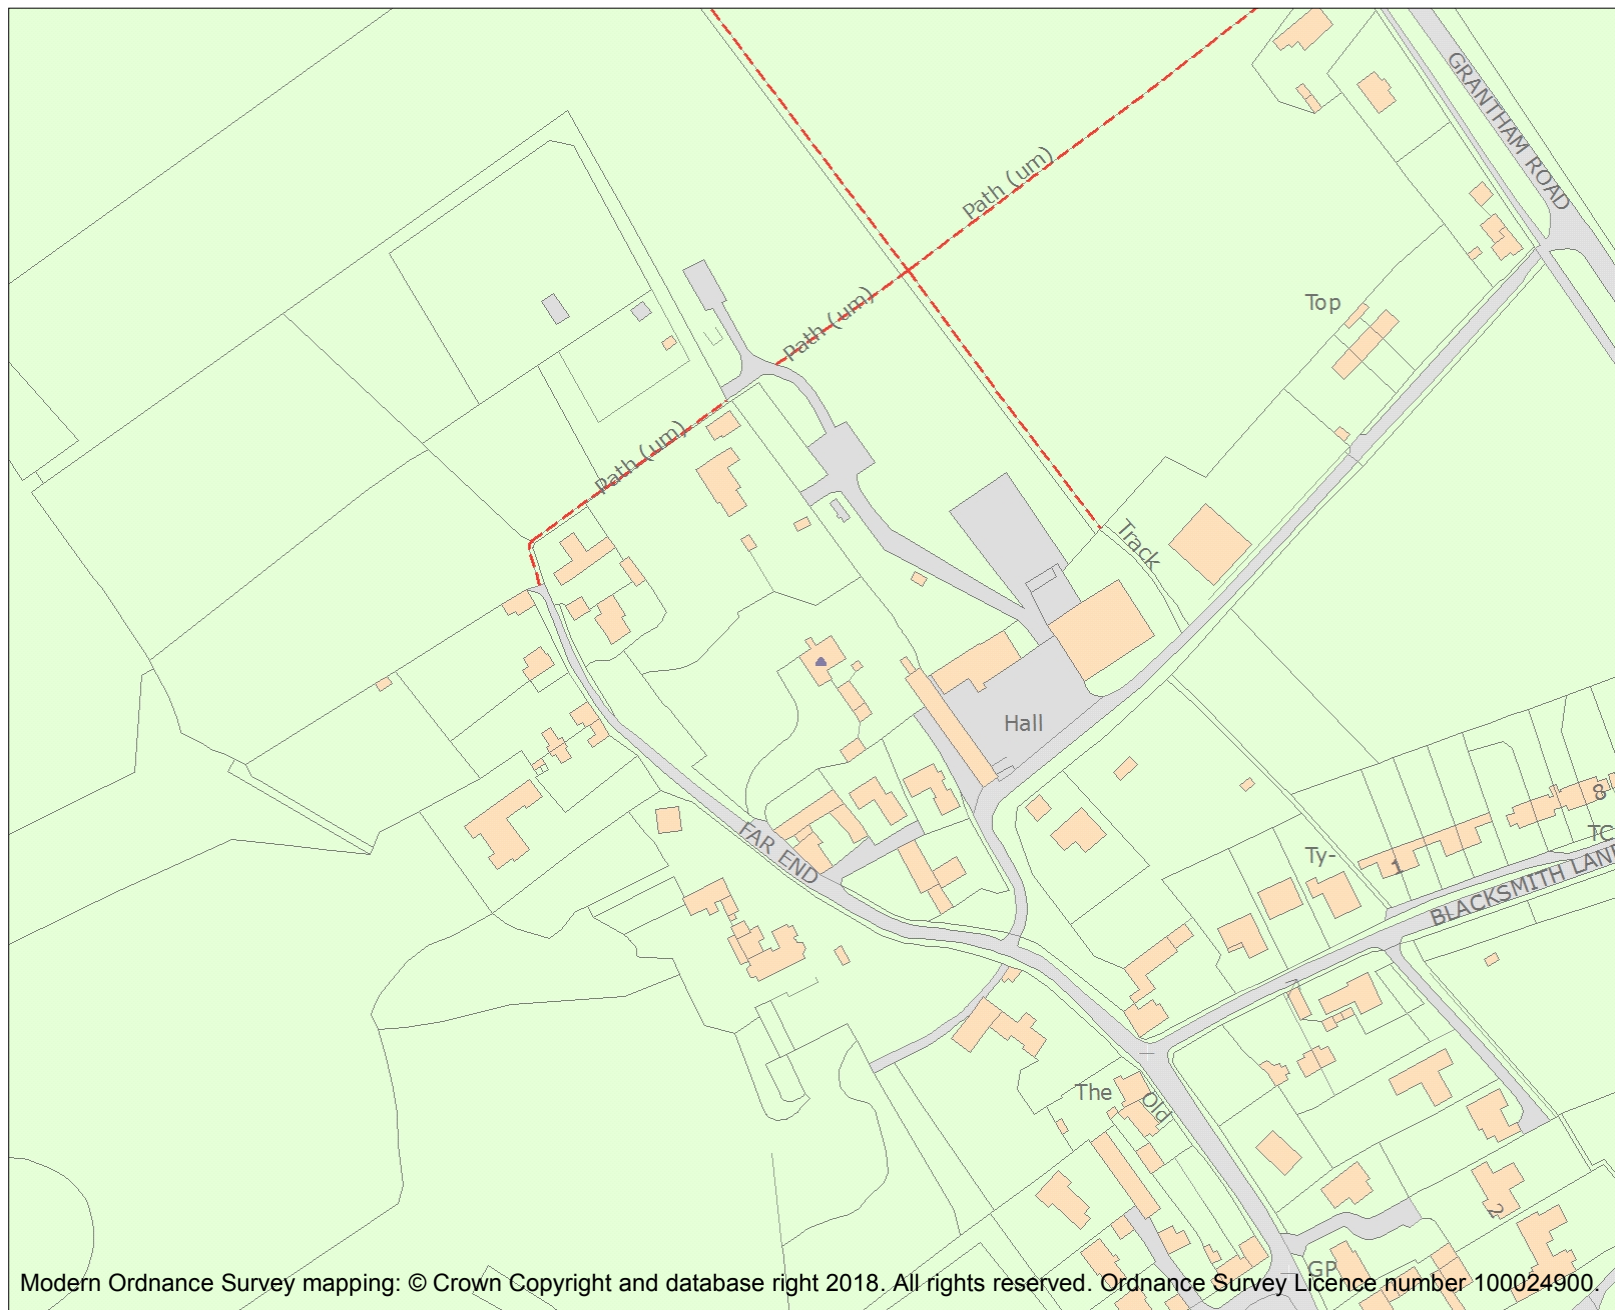 GRANTHAM ROAD
Path (um)
Path (um)
Top
Path (um)
Track
Hall
8
TC
FAR END
Ty-
1
BLACKSMITH LANE
The
Old
2
GP
Modern Ordnance Survey mapping: © Crown Copyright and database right 2018. All rights reserved. Ordnance Survey Licence number 100024900.